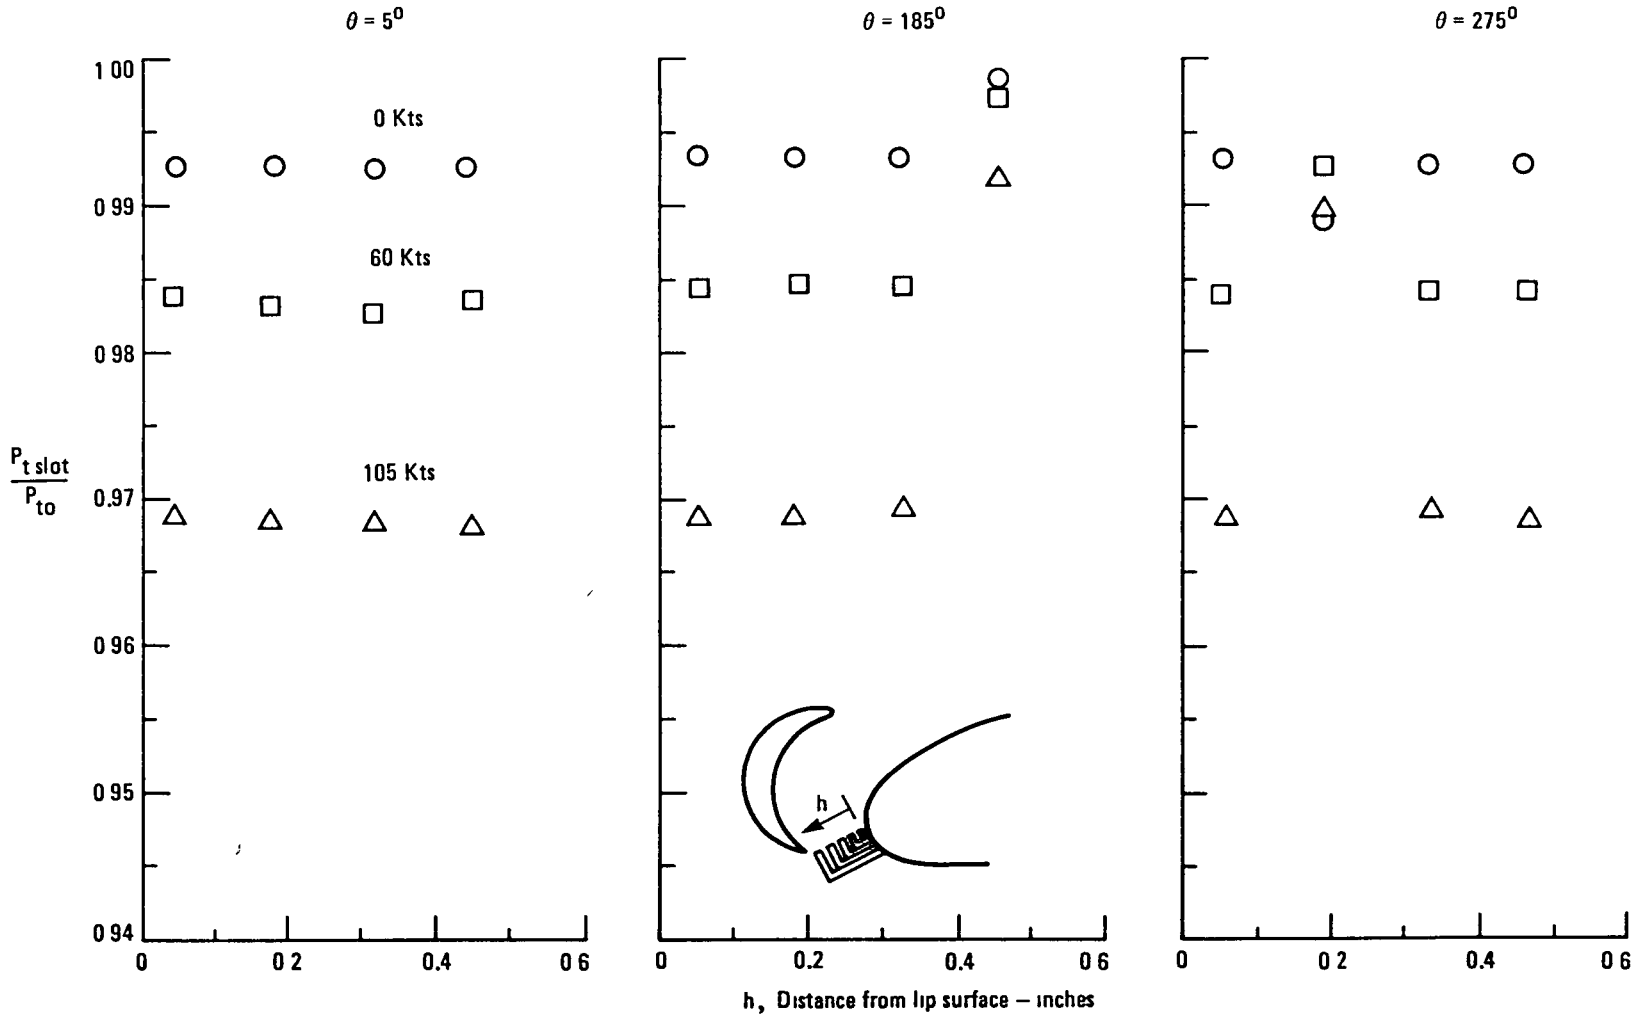 θ = 5⁰
θ = 185⁰
θ = 275⁰
1 00
0 99
0 98
0 97
0 96
0 95
0 94
P t slot
P to
0 Kts
60 Kts
105 Kts
h
0
0 2
0.4
0 6
0
0.2
0.4
0 6
0
0 2
0.4
0 6
h, Distance from lip surface – inches